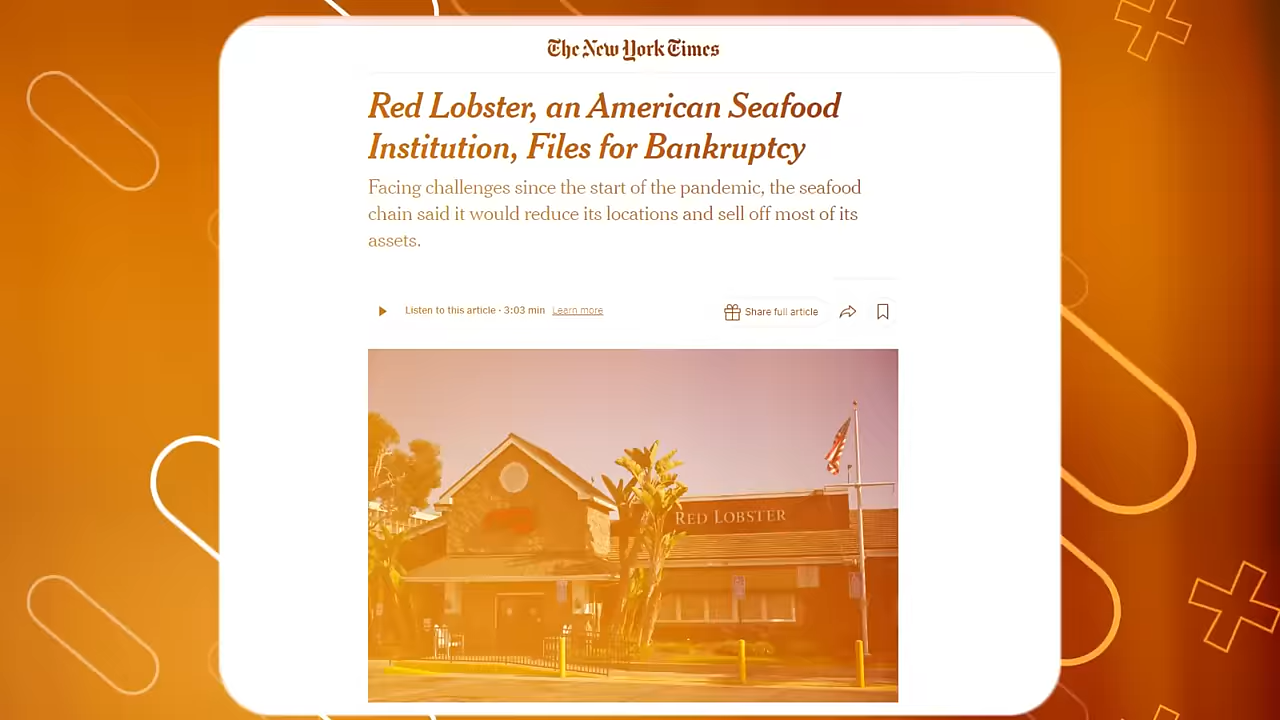 The New York Times
Red Lobster, an American Seafood
Institution, Files for Bankruptcy
Facing challenges since the start of the pandemic, the seafood
chain said it would reduce its locations and sell off most of its
assets.
Listen to this article · 3:03 min Learn more
Share full article
RED LOBSTER